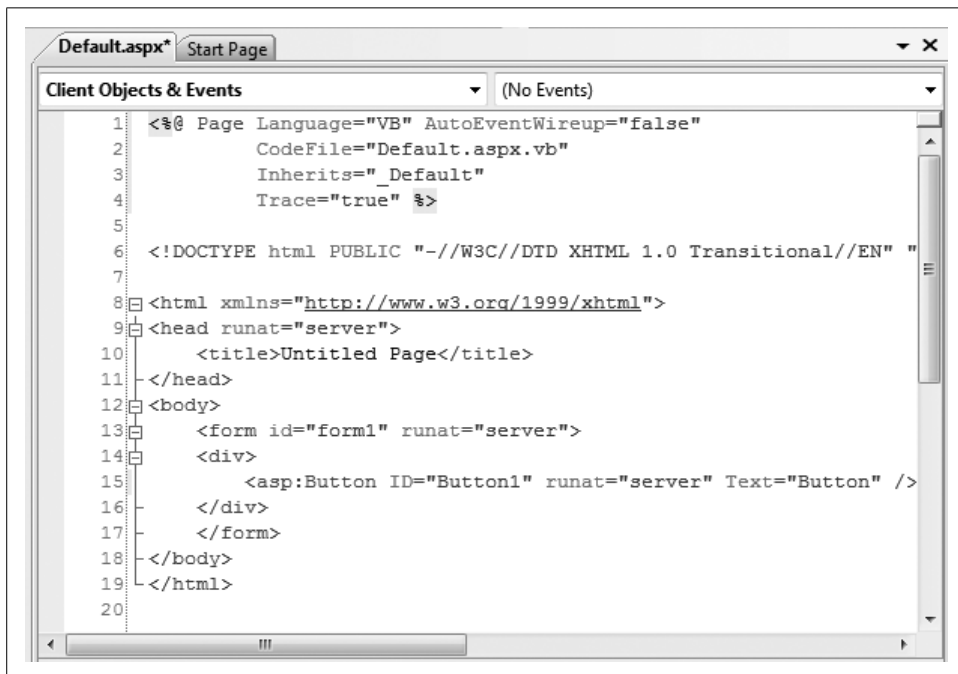 Default.aspx* Start Page
Client Objects & Events (No Events)
1 <%@ Page Language="VB" AutoEventWireup="false"
2 CodeFile="Default.aspx.vb"
3 Inherits="_Default"
4 Trace="true" %>
5
6 <!DOCTYPE html PUBLIC "-//W3C//DTD XHTML 1.0 Transitional//EN" "
7
8 <html xmlns="http://www.w3.org/1999/xhtml">
9 <head runat="server">
10 <title>Untitled Page</title>
11 </head>
12 <body>
13 <form id="form1" runat="server">
14 <div>
15 <asp:Button ID="Button1" runat="server" Text="Button" />
16 </div>
17 </form>
18 </body>
19 </html>
20